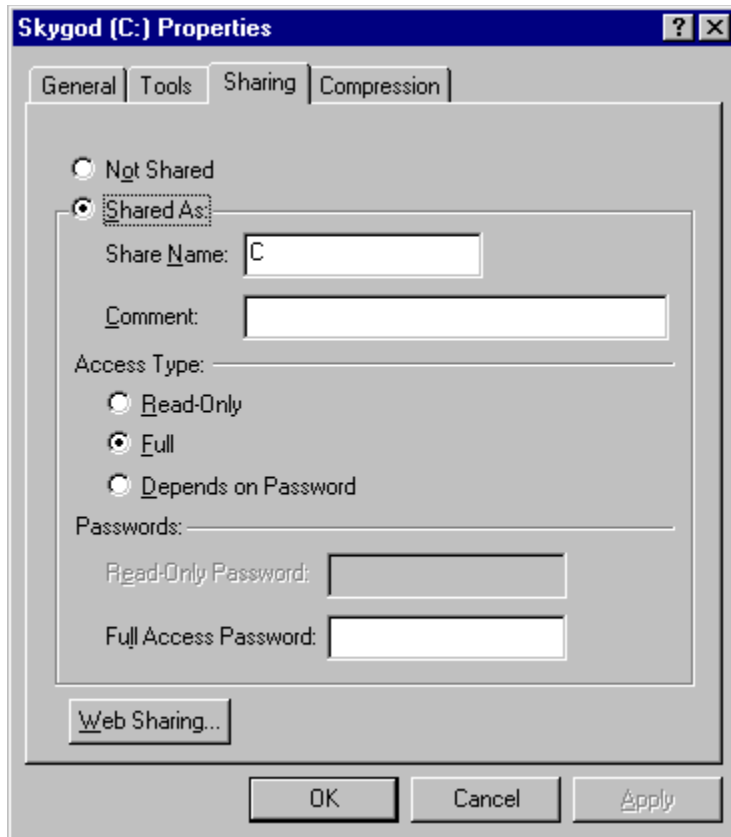 Skygod (C:) Properties
General Tools Sharing Compression
Not Shared
Shared As:
Share Name: C
Comment:
Access Type:
Read-Only
Full
Depends on Password
Passwords:
Read-Only Password:
Full Access Password:
Web Sharing...
OK Cancel Apply